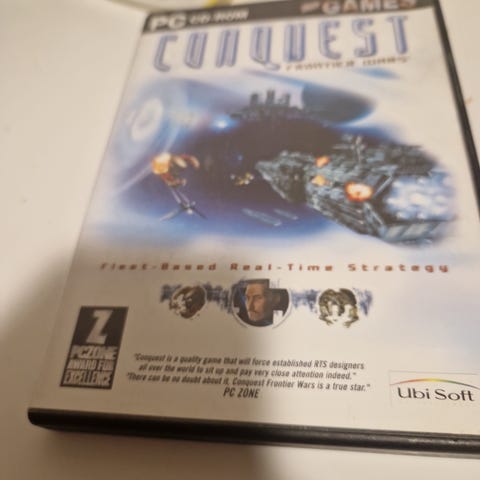 PC CD-ROM
GAMES
CONQUEST
FRONTIER WARS
Fleet-Based Real-Time Strategy
Z
PCZONE
AWARD FOR
EXCELLENCE
"Conquest is a quality game that will force established RTS designers
all over the world to sit up and pay very close attention indeed."
"There can be no doubt about it, Conquest Frontier Wars is a true star."
PC ZONE
Ubi Soft